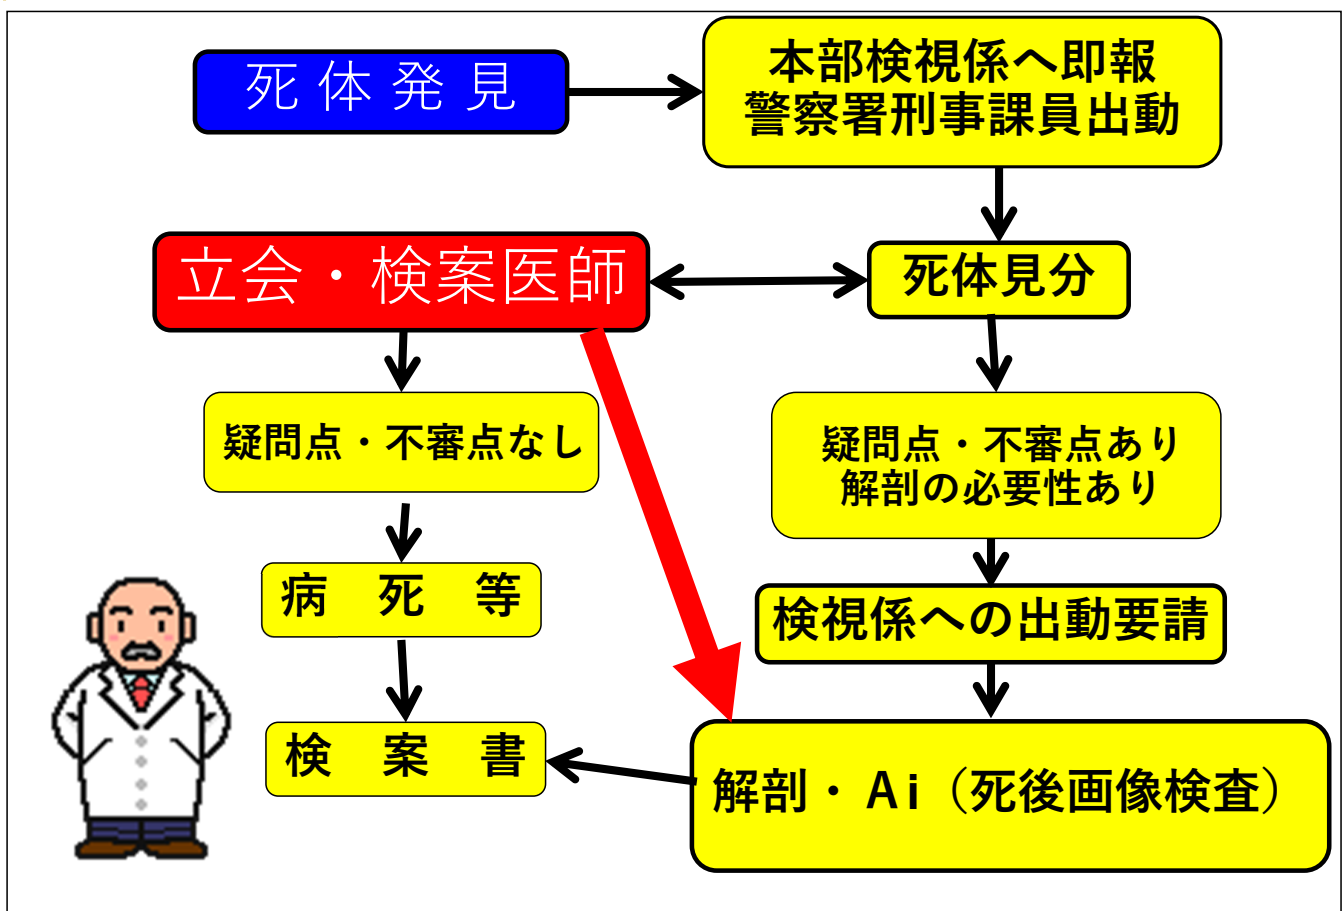 死体発見
本部検視係へ即報
警察署刑事課員出動
立会・検案医師
死体見分
疑問点・不審点なし
疑問点・不審点あり
解剖の必要性あり
病　死　等
検視係への出動要請
検　案　書
解剖・Ai（死後画像検査）